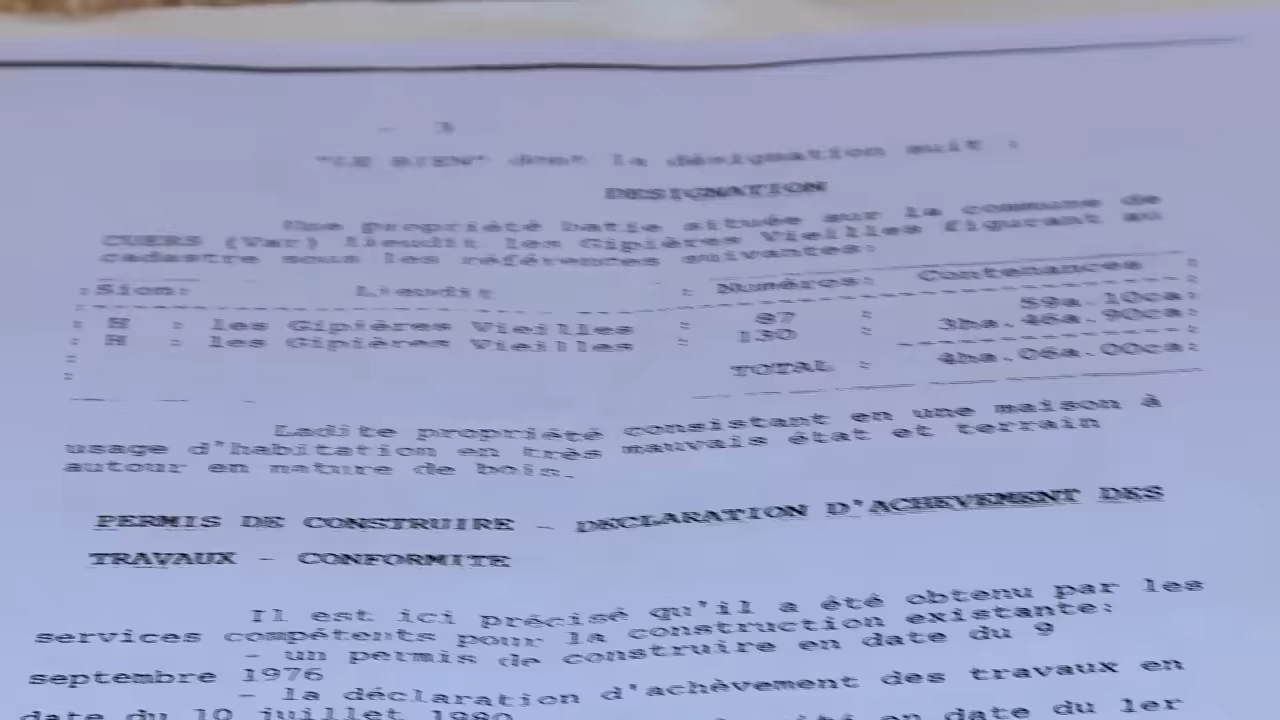 - 3
"LE BIEN" dont la désignation suit :
DESIGNATION
Une propriété batie située sur la commune de
CUERS (Var) lieudit les Gipières Vieilles figurant au
cadastre sous les références suivantes:
:Sion: Lieudit : Numéros: Contenances :
: H : les Gipières Vieilles : 87 : 59a.10ca:
: H : les Gipières Vieilles : 130 : 3ha.46a.90ca:
: TOTAL : 4ha.06a.00ca:
:
Ladite propriété consistant en une maison à
usage d'habitation en très mauvais état et terrain
autour en nature de bois.
PERMIS DE CONSTRUIRE - DECLARATION D'ACHEVEMENT DES
TRAVAUX - CONFORMITE
Il est ici précisé qu'il a été obtenu par les
services compétents pour la construction existante:
- un permis de construire en date du 9
septembre 1976
- la déclaration d'achèvement des travaux en
date du 10 juillet 1980
en date du 1er